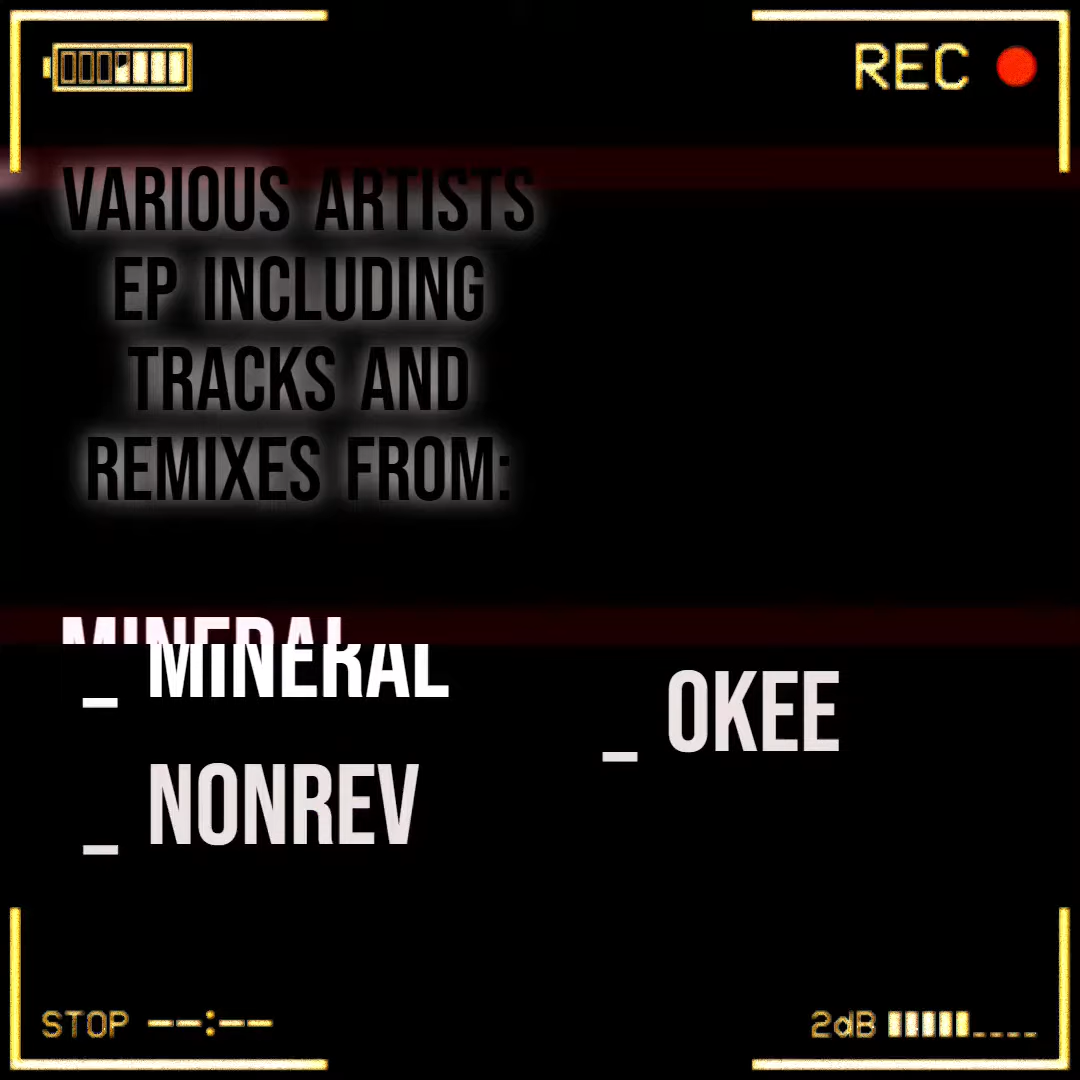 REC
VARIOUS ARTISTS
EP INCLUDING
TRACKS AND
REMIXES FROM:
_ MINERAL
_ OKEE
_ NONREV
STOP --:--
2dB